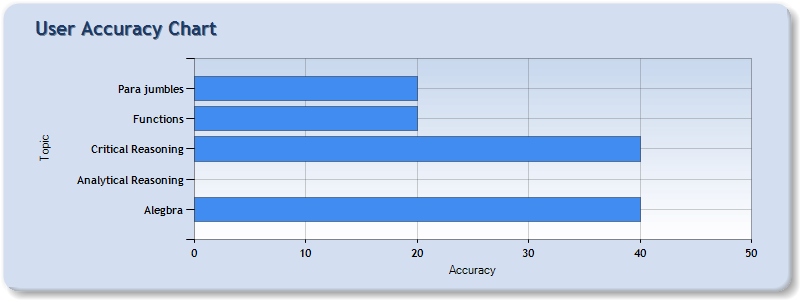 User Accuracy Chart
Topic
Para jumbles
Functions
Critical Reasoning
Analytical Reasoning
Alegbra
0 10 20 30 40 50
Accuracy